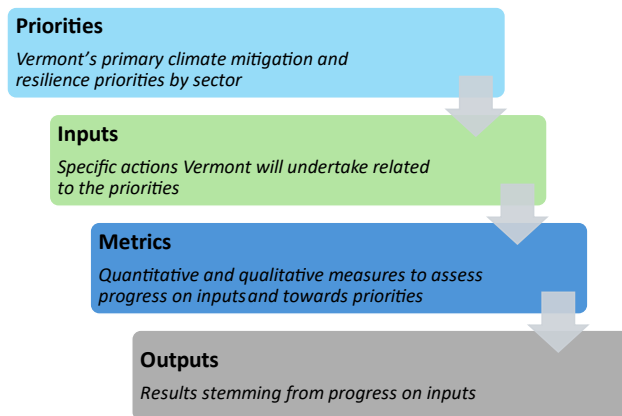 Priorities
Vermont’s primary climate mitigation and
resilience priorities by sector
Inputs
Specific actions Vermont will undertake related
to the priorities
Metrics
Quantitative and qualitative measures to assess
progress on inputs and towards priorities
Outputs
Results stemming from progress on inputs